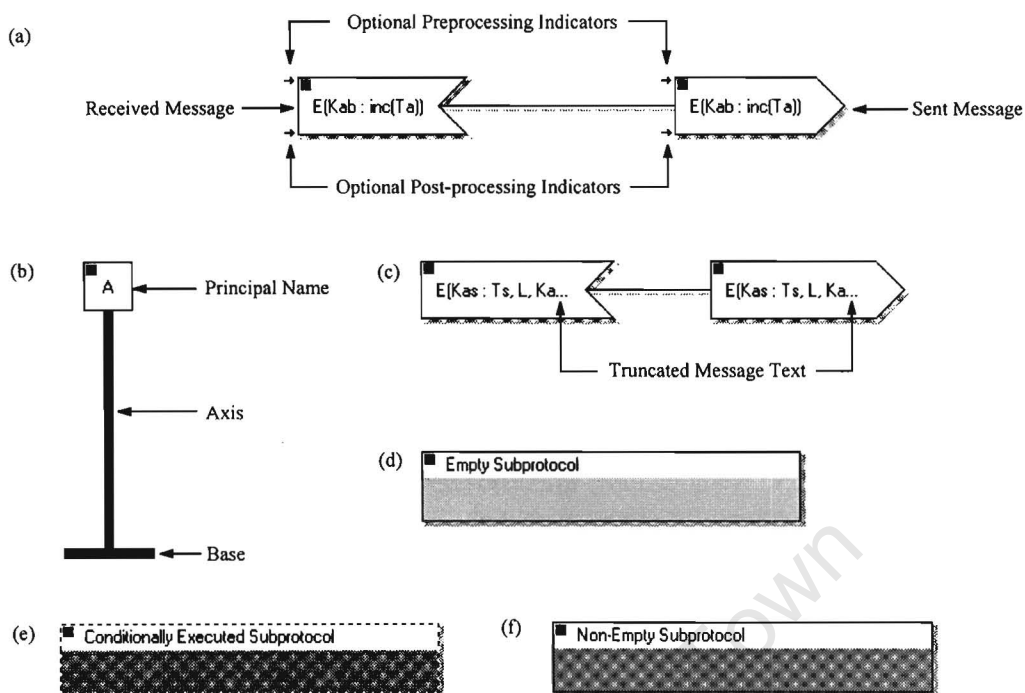 (a)
Optional Preprocessing Indicators
Received Message
E(Kab : inc(Ta))
E(Kab : inc(Ta))
Sent Message
Optional Post-processing Indicators
(b)
A
Principal Name
Axis
Base
(c)
E(Kas : Ts, L, Ka...
E(Kas : Ts, L, Ka...
Truncated Message Text
(d)
Empty Subprotocol
(e)
Conditionally Executed Subprotocol
(f)
Non-Empty Subprotocol